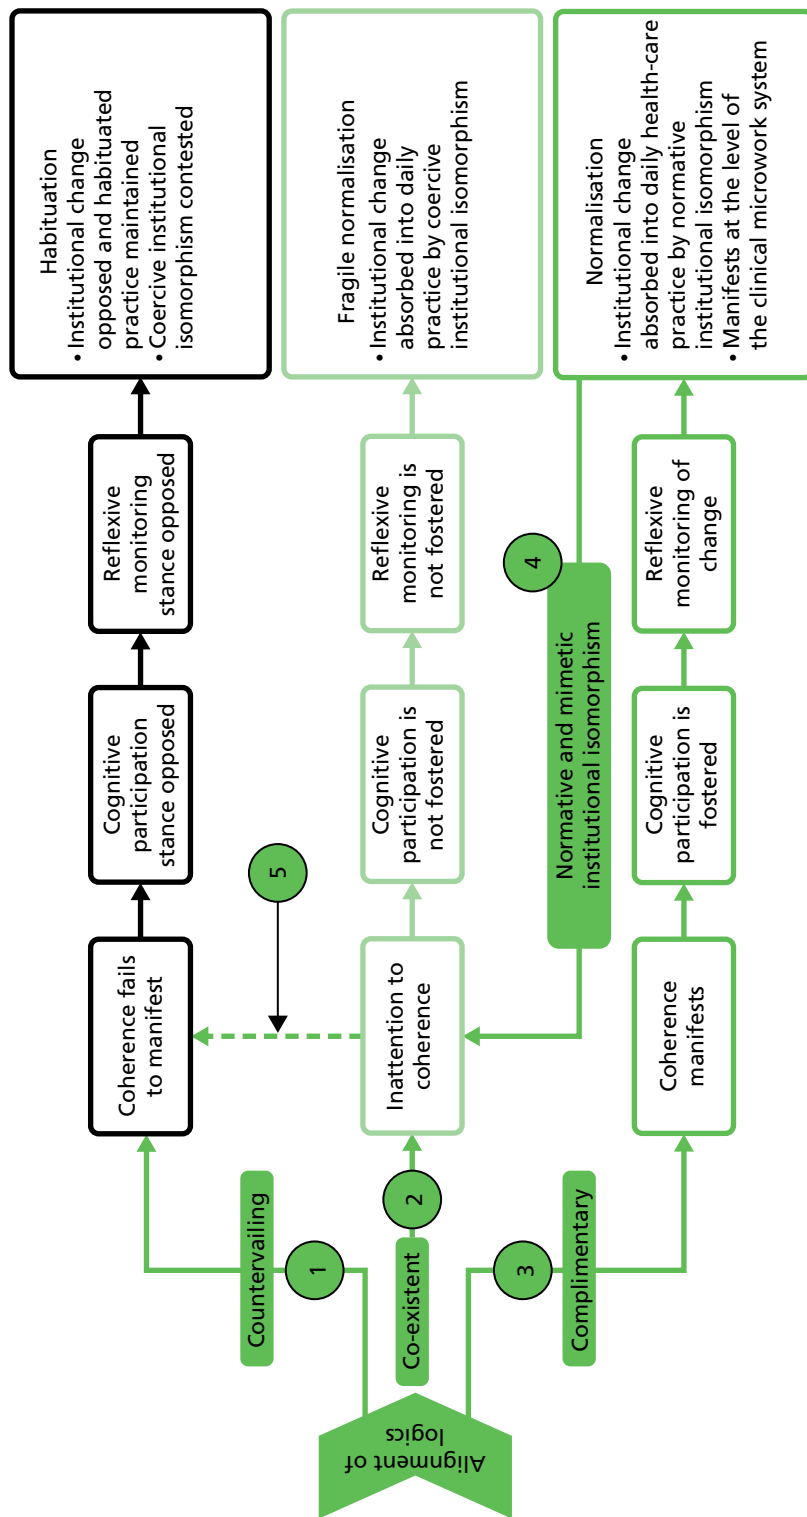 Alignment of
logics
Countervailing
1
Coherence fails
to manifest
Cognitive
participation
stance opposed
Reflexive
monitoring
stance opposed
Habituation
• Institutional change
opposed and habituated
practice maintained
• Coercive institutional
isomorphism contested
5
Co-existent
2
Inattention to
coherence
Cognitive
participation is
not fostered
Reflexive
monitoring is
not fostered
Fragile normalisation
• Institutional change
absorbed into daily
practice by coercive
institutional isomorphism
4
Normative and mimetic
institutional isomorphism
3
Complimentary
Coherence
manifests
Cognitive
participation is
fostered
Reflexive
monitoring of
change
Normalisation
• Institutional change
absorbed into daily health-care
practice by normative
institutional isomorphism
• Manifests at the level of
the clinical microwork system